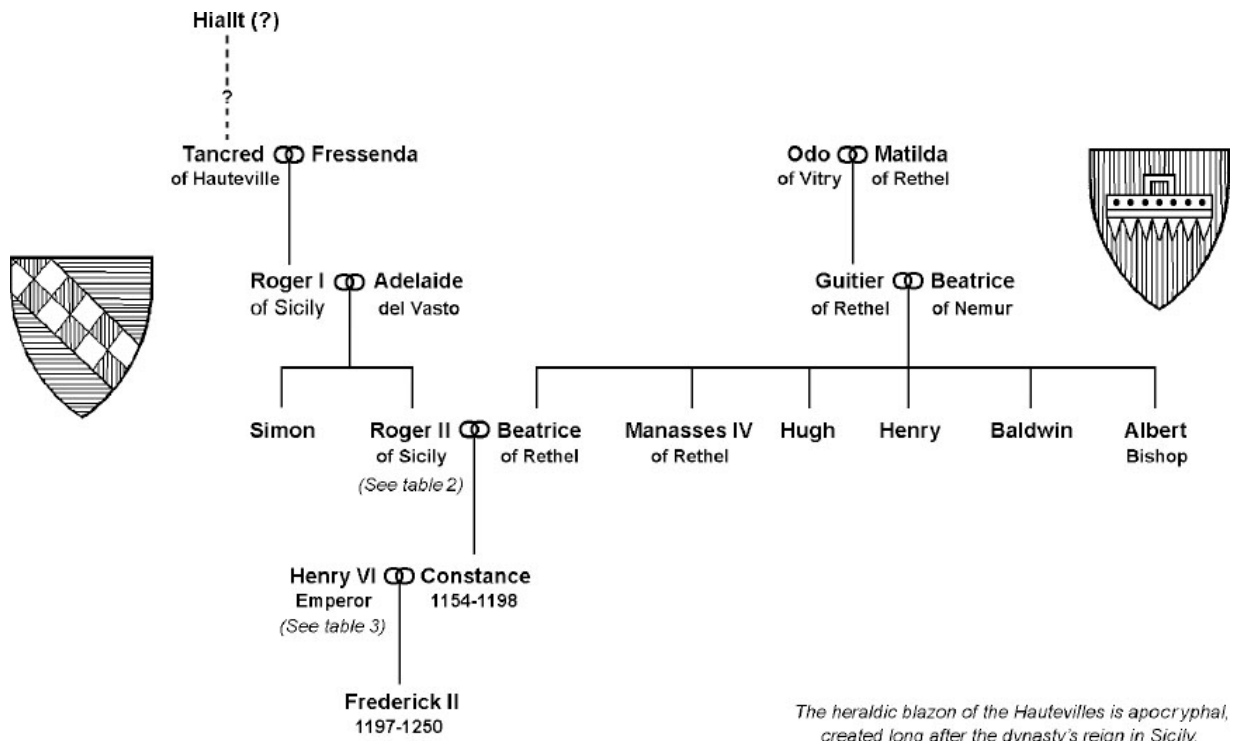 Hiallt (?)
?
Tancred Fressenda
of Hauteville
Odo Matilda
of Vitry of Rethel
Roger I Adelaide
of Sicily del Vasto
Guitier Beatrice
of Rethel of Nemur
Simon
Roger II Beatrice
of Sicily of Rethel
(See table 2)
Manasses IV
of Rethel
Hugh
Henry
Baldwin
Albert
Bishop
Henry VI Constance
Emperor 1154-1198
(See table 3)
Frederick II
1197-1250
The heraldic blazon of the Hautevilles is apocryphal,
created long after the dynasty's reign in Sicily.